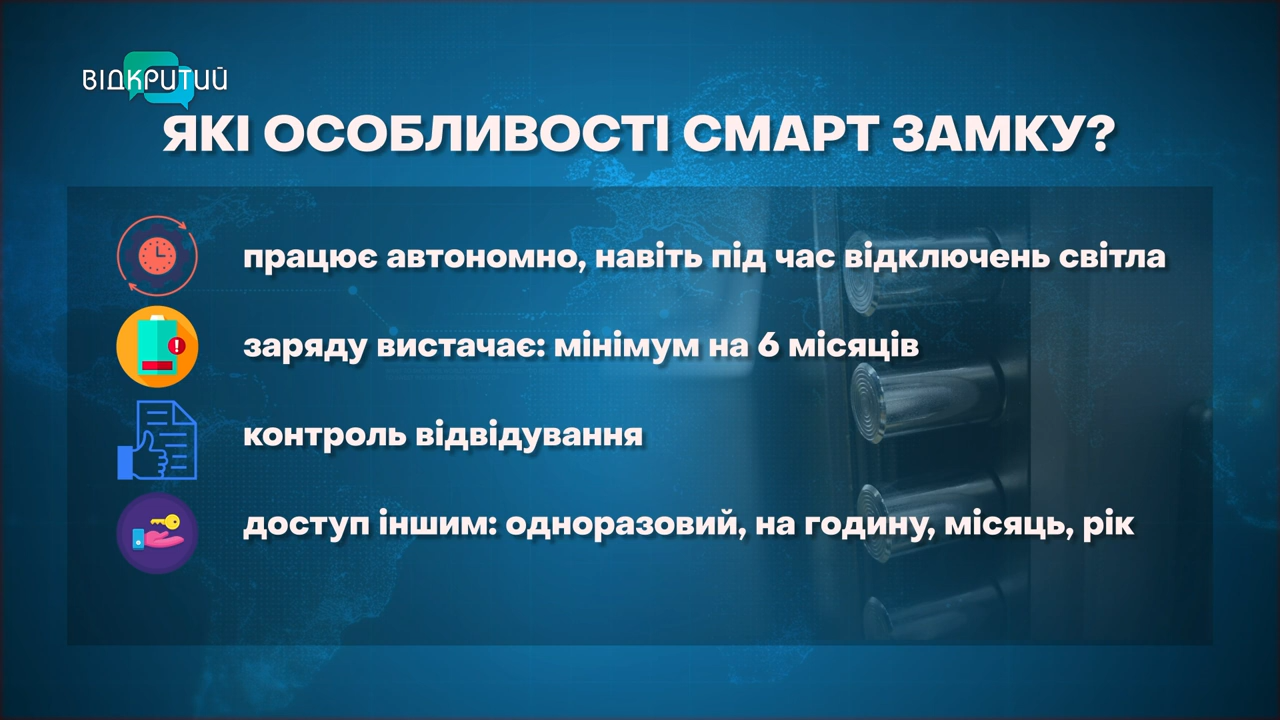 ВІДКРИТИЙ
ЯКІ ОСОБЛИВОСТІ СМАРТ ЗАМКУ?
працює автономно, навіть під час відключень світла
заряду вистачає: мінімум на 6 місяців
контроль відвідування
доступ іншим: одноразовий, на годину, місяць, рік